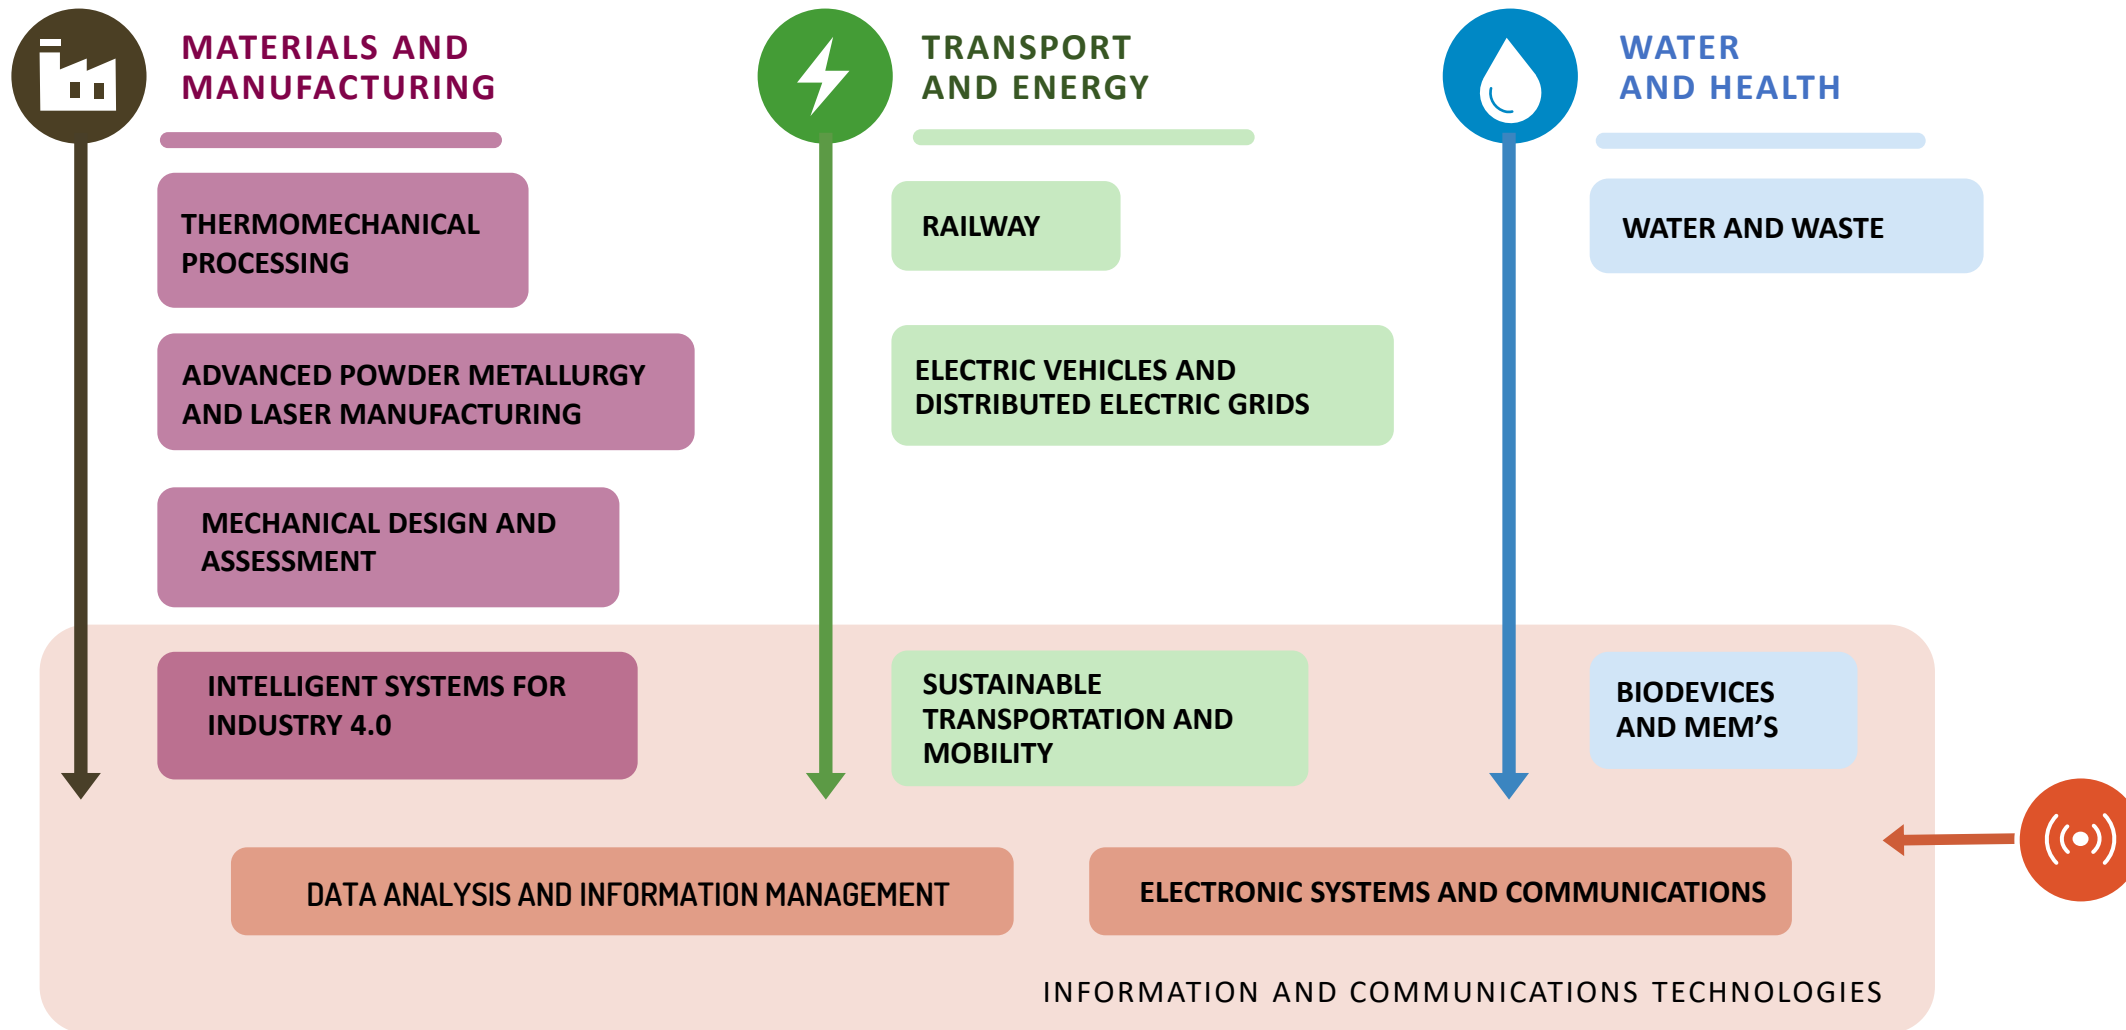 MATERIALS AND
MANUFACTURING
THERMOMECHANICAL
PROCESSING
ADVANCED POWDER METALLURGY
AND LASER MANUFACTURING
MECHANICAL DESIGN AND
ASSESSMENT
INTELLIGENT SYSTEMS FOR
INDUSTRY 4.0
TRANSPORT
AND ENERGY
RAILWAY
ELECTRIC VEHICLES AND
DISTRIBUTED ELECTRIC GRIDS
SUSTAINABLE
TRANSPORTATION AND
MOBILITY
WATER
AND HEALTH
WATER AND WASTE
BIODEVICES
AND MEM’S
DATA ANALYSIS AND INFORMATION MANAGEMENT
ELECTRONIC SYSTEMS AND COMMUNICATIONS
INFORMATION AND COMMUNICATIONS TECHNOLOGIES